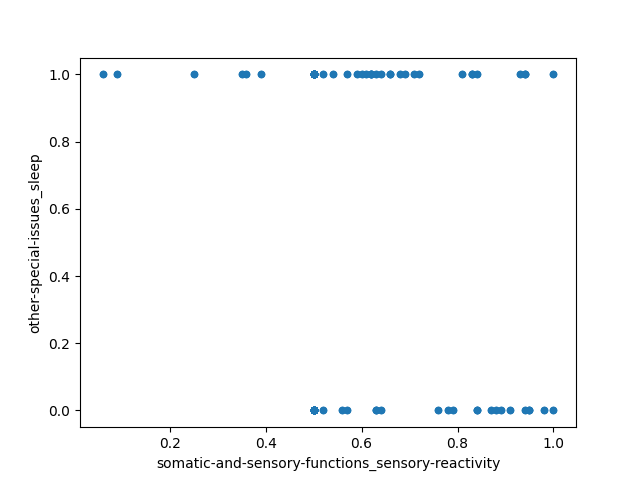 1.0
0.8
0.6
0.4
0.2
0.0
other-special-issues_sleep
0.2 0.4 0.6 0.8 1.0
somatic-and-sensory-functions_sensory-reactivity